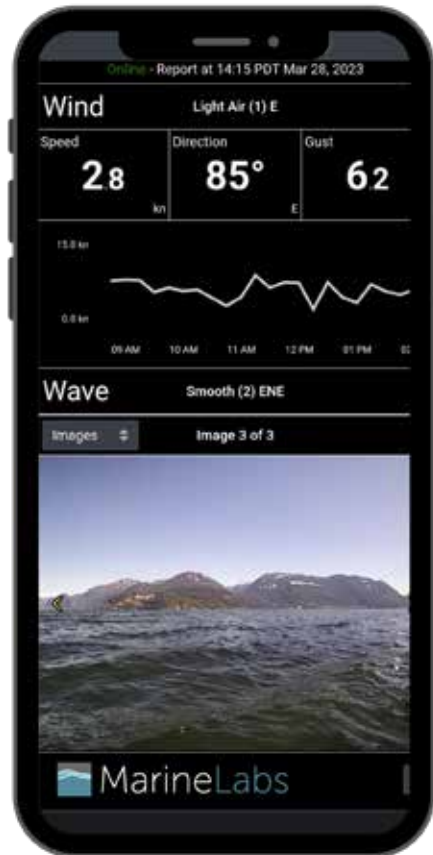 Online - Report at 14:15 PDT Mar 28, 2023
Wind Light Air (1) E
Speed Direction Gust
2.8 85° 6.2
kn E
15.0 kn
0.0 kn
09 AM 10 AM 11 AM 12 PM 01 PM
Wave Smooth (2) ENE
Images Image 3 of 3
MarineLabs